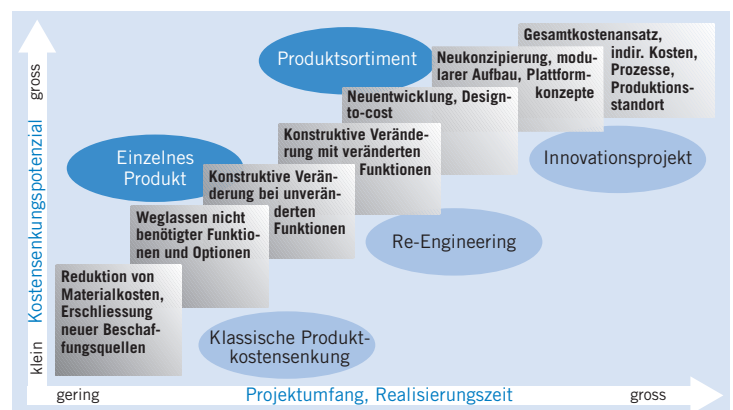 Gesamtkostenansatz,
indir. Kosten,
Prozesse,
Produktions-
standort
Produktsortiment
Neukonzipierung, modu-
larer Aufbau, Plattform-
konzepte
Neuentwicklung, Design-
to-cost
Einzelnes
Produkt
Konstruktive Verände-
rung mit veränderten
Funktionen
Innovationsprojekt
Konstruktive Verän-
derung bei unverän-
derten
Funktionen
Weglassen nicht
benötigter Funktio-
nen und Optionen
Re-Engineering
Reduktion von
Materialkosten,
Erschliessung
neuer Beschaf-
fungsquellen
Klassische Produkt-
kostensenkung
klein
Kostensenkungspotenzial
gross
gering
Projektumfang, Realisierungszeit
gross